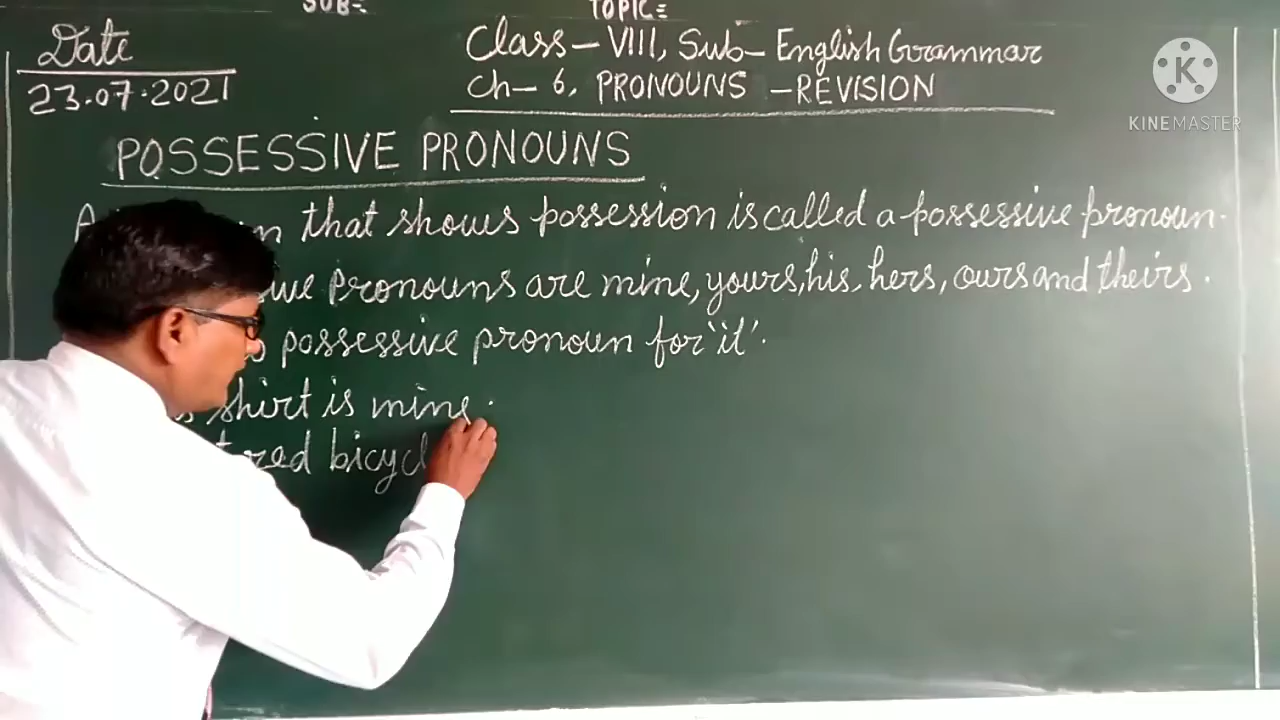 SUB=
TOPIC=
Date
23.07.2021
Class-VIII, Sub-English Grammar
Ch-6. PRONOUNS -REVISION
KINEMASTER
POSSESSIVE PRONOUNS
that shows possession is called a possessive pronoun.
pronouns are mine, yours, his, hers, ours and theirs.
possessive pronoun for 'it'.
shirt is mine.
red